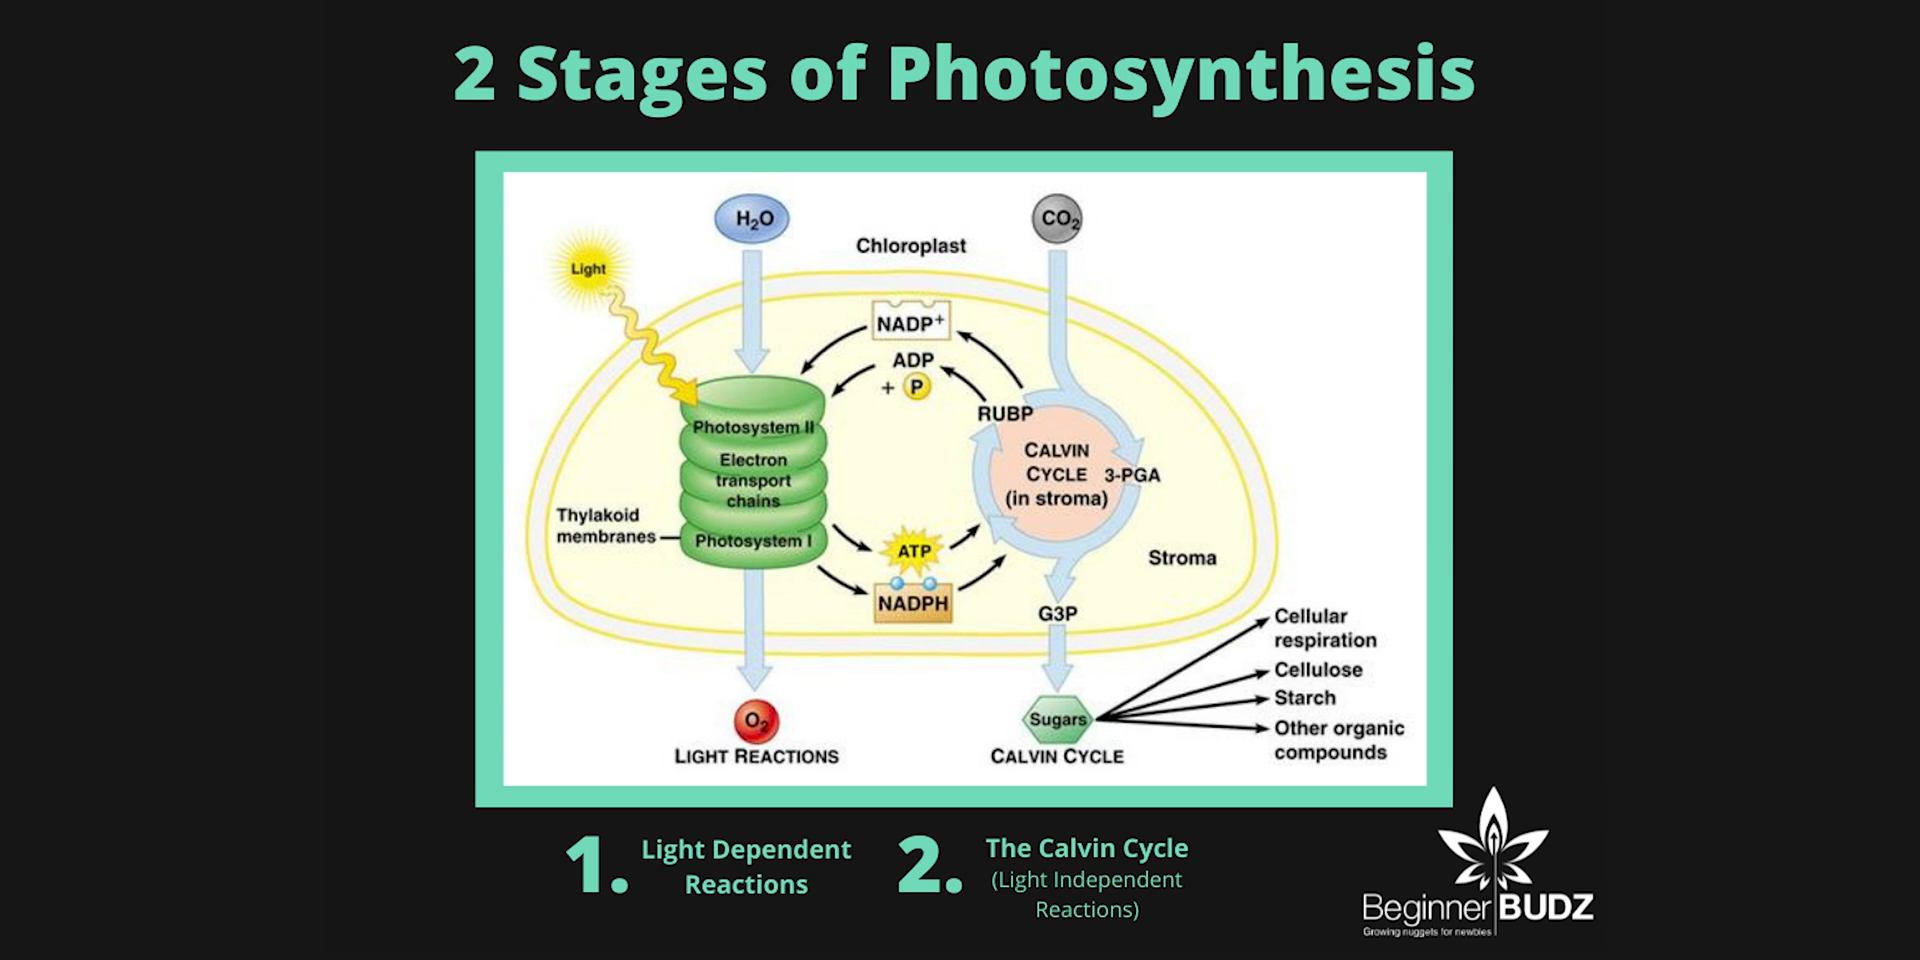 2 Stages of Photosynthesis
H₂O
CO₂
Chloroplast
Light
NADP⁺
ADP
+ P
RUBP
Photosystem II
CALVIN
CYCLE
(in stroma)
3-PGA
Electron
transport
chains
Thylakoid
membranes
Photosystem I
ATP
Stroma
NADPH
G3P
Cellular
respiration
Cellulose
Starch
Other organic
compounds
O₂
Sugars
LIGHT REACTIONS
CALVIN CYCLE
1. Light Dependent
Reactions
2. The Calvin Cycle
(Light Independent
Reactions)
Beginner BUDZ
Growing nuggets for newbies